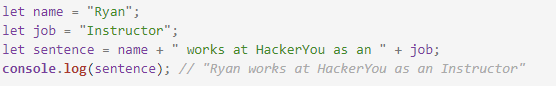 let name = "Ryan";
let job = "Instructor";
let sentence = name + " works at HackerYou as an " + job;
console.log(sentence); // "Ryan works at HackerYou as an Instructor"